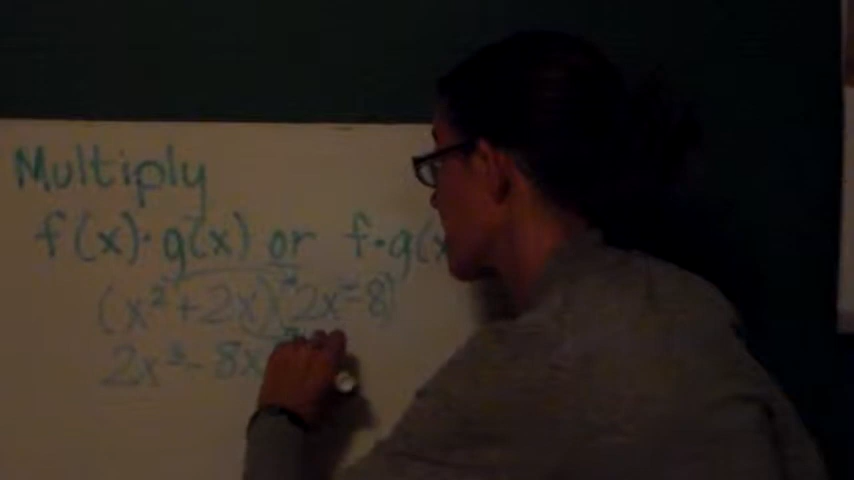 Multiply
f(x)·g(x) or f·g(x
(x² + 2x)(2x - 8)
2x³ - 8x